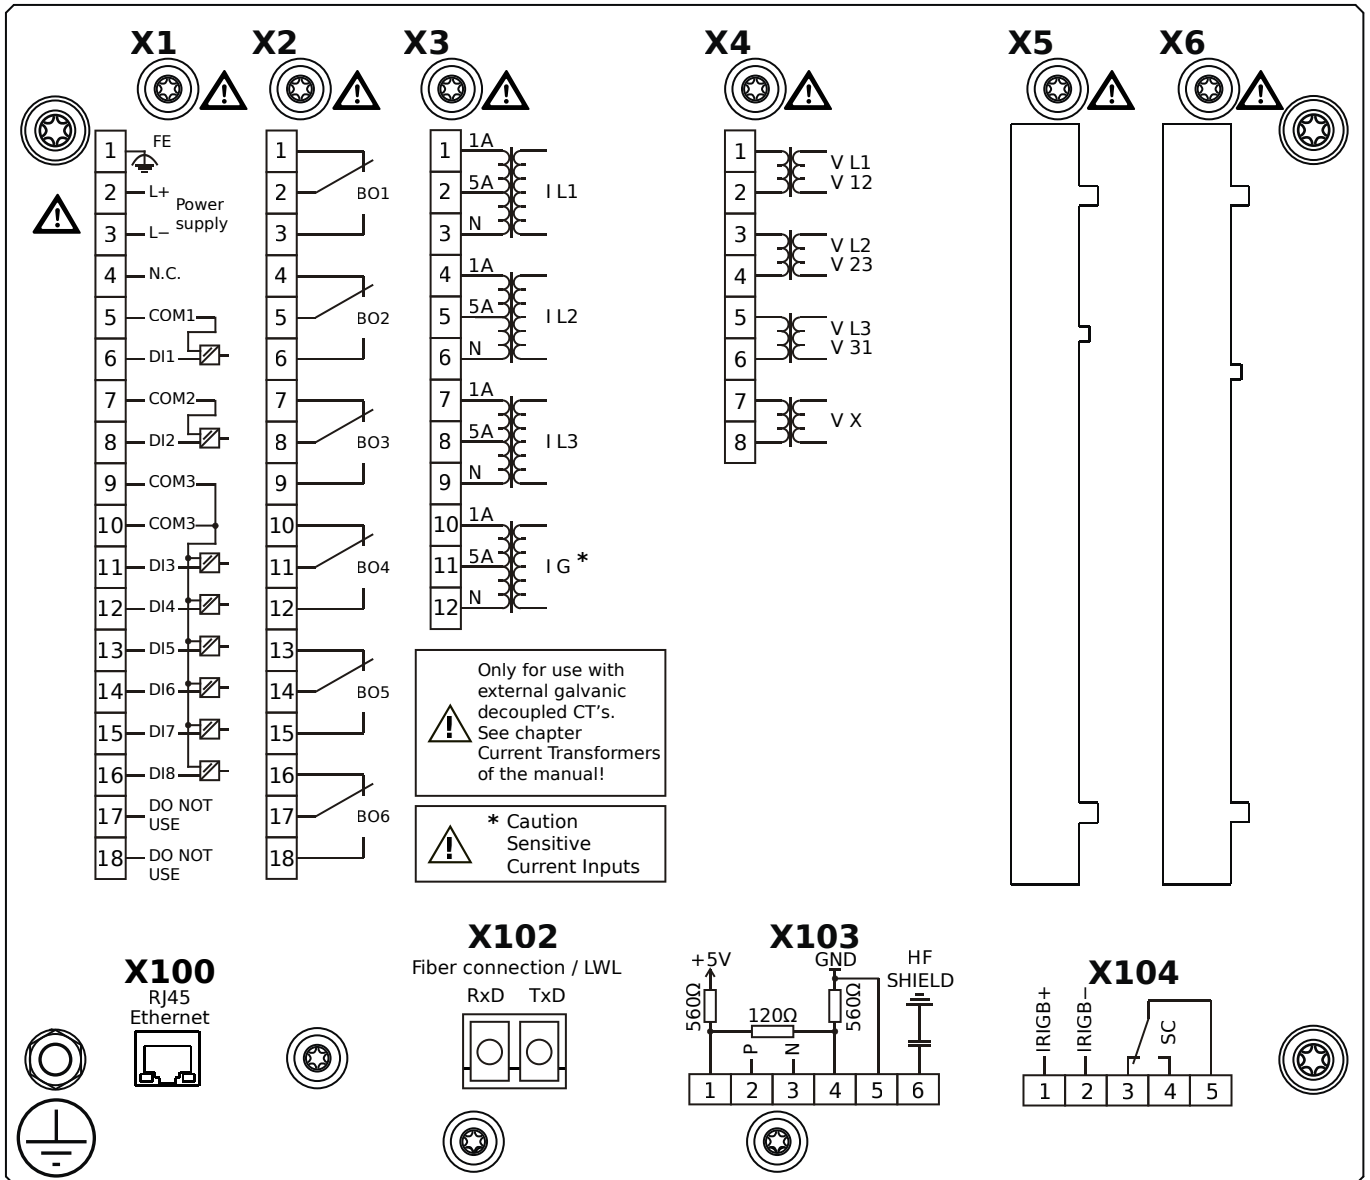 X1 X2 X3 X4 X5 X6
1 FE
2 L+ Power
supply
3 L−
4 N.C.
5 COM1
6 DI1
7 COM2
8 DI2
9 COM3
10 COM3
11 DI3
12 DI4
13 DI5
14 DI6
15 DI7
16 DI8
17 DO NOT
USE
18 DO NOT
USE
1
2 BO1
3
4
5 BO2
6
7
8 BO3
9
10
11 BO4
12
13
14 BO5
15
16
17 BO6
18
1 1A
2 5A I L1
3 N
4 1A
5 5A I L2
6 N
7 1A
8 5A I L3
9 N
10 1A
11 5A I G *
12 N
Only for use with
external galvanic
decoupled CT's.
See chapter
Current Transformers
of the manual!
* Caution
Sensitive
Current Inputs
1 V L1
2 V 12
3 V L2
4 V 23
5 V L3
6 V 31
7 V X
8
X100
RJ45
Ethernet
X102
Fiber connection / LWL
RxD TxD
X103
+5V GND HF
SHIELD
560Ω 120Ω 560Ω
P N
1 2 3 4 5 6
X104
IRIGB+ IRIGB− SC
1 2 3 4 5